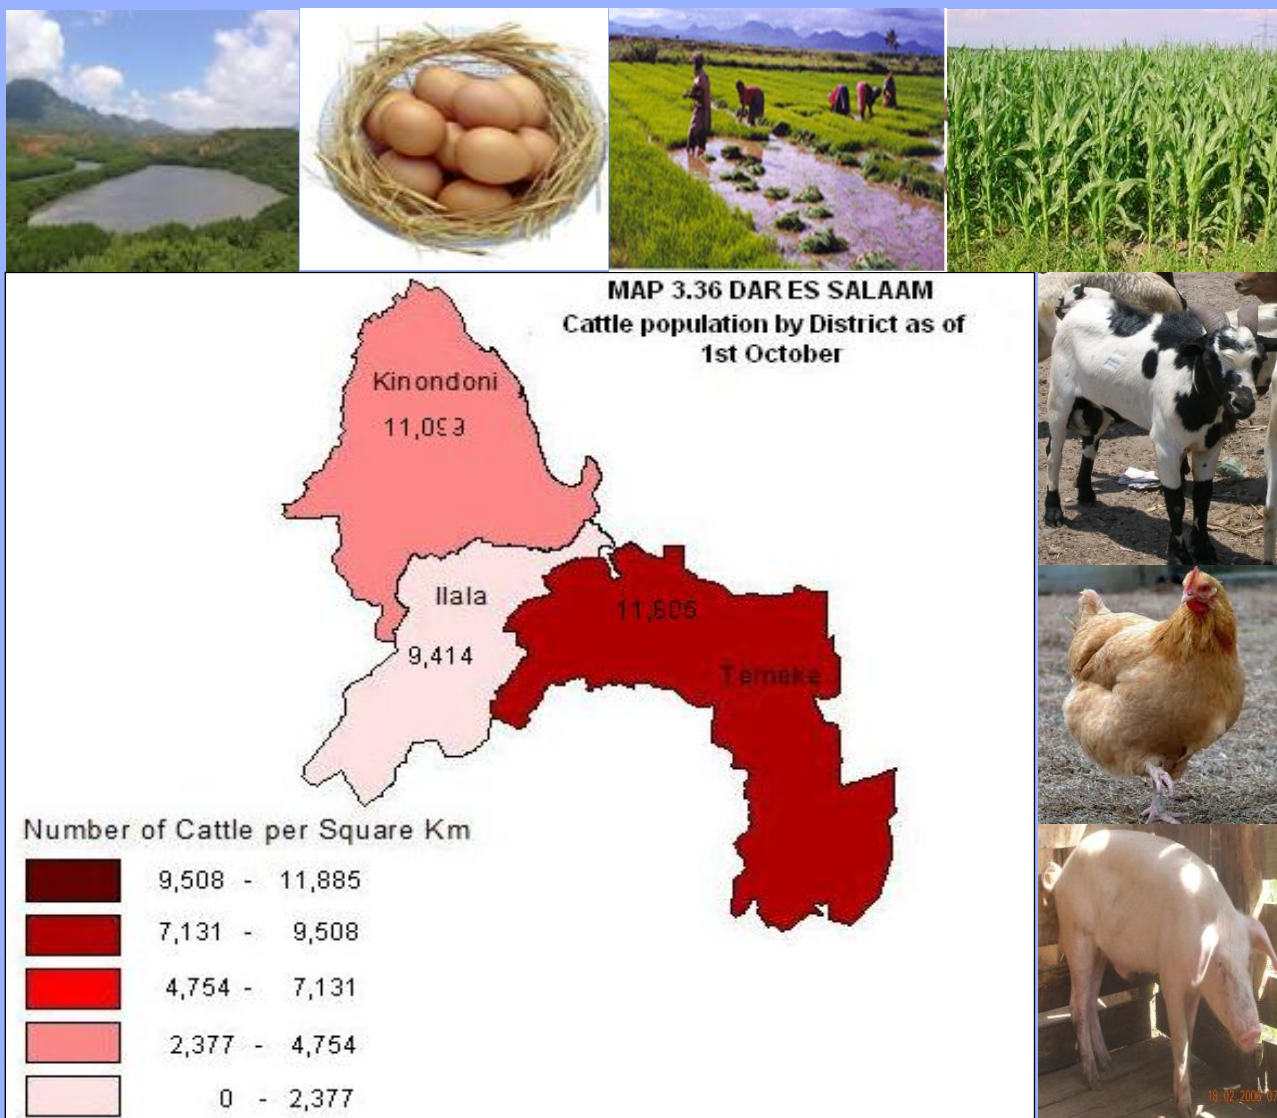 MAP 3.36 DAR ES SALAAM
Cattle population by District as of
1st October
Kinondoni
Ilala
9,414
Temeke
Number of Cattle per Square Km
9,508 - 11,885
7,131 - 9,508
4,754 - 7,131
2,377 - 4,754
0 - 2,377